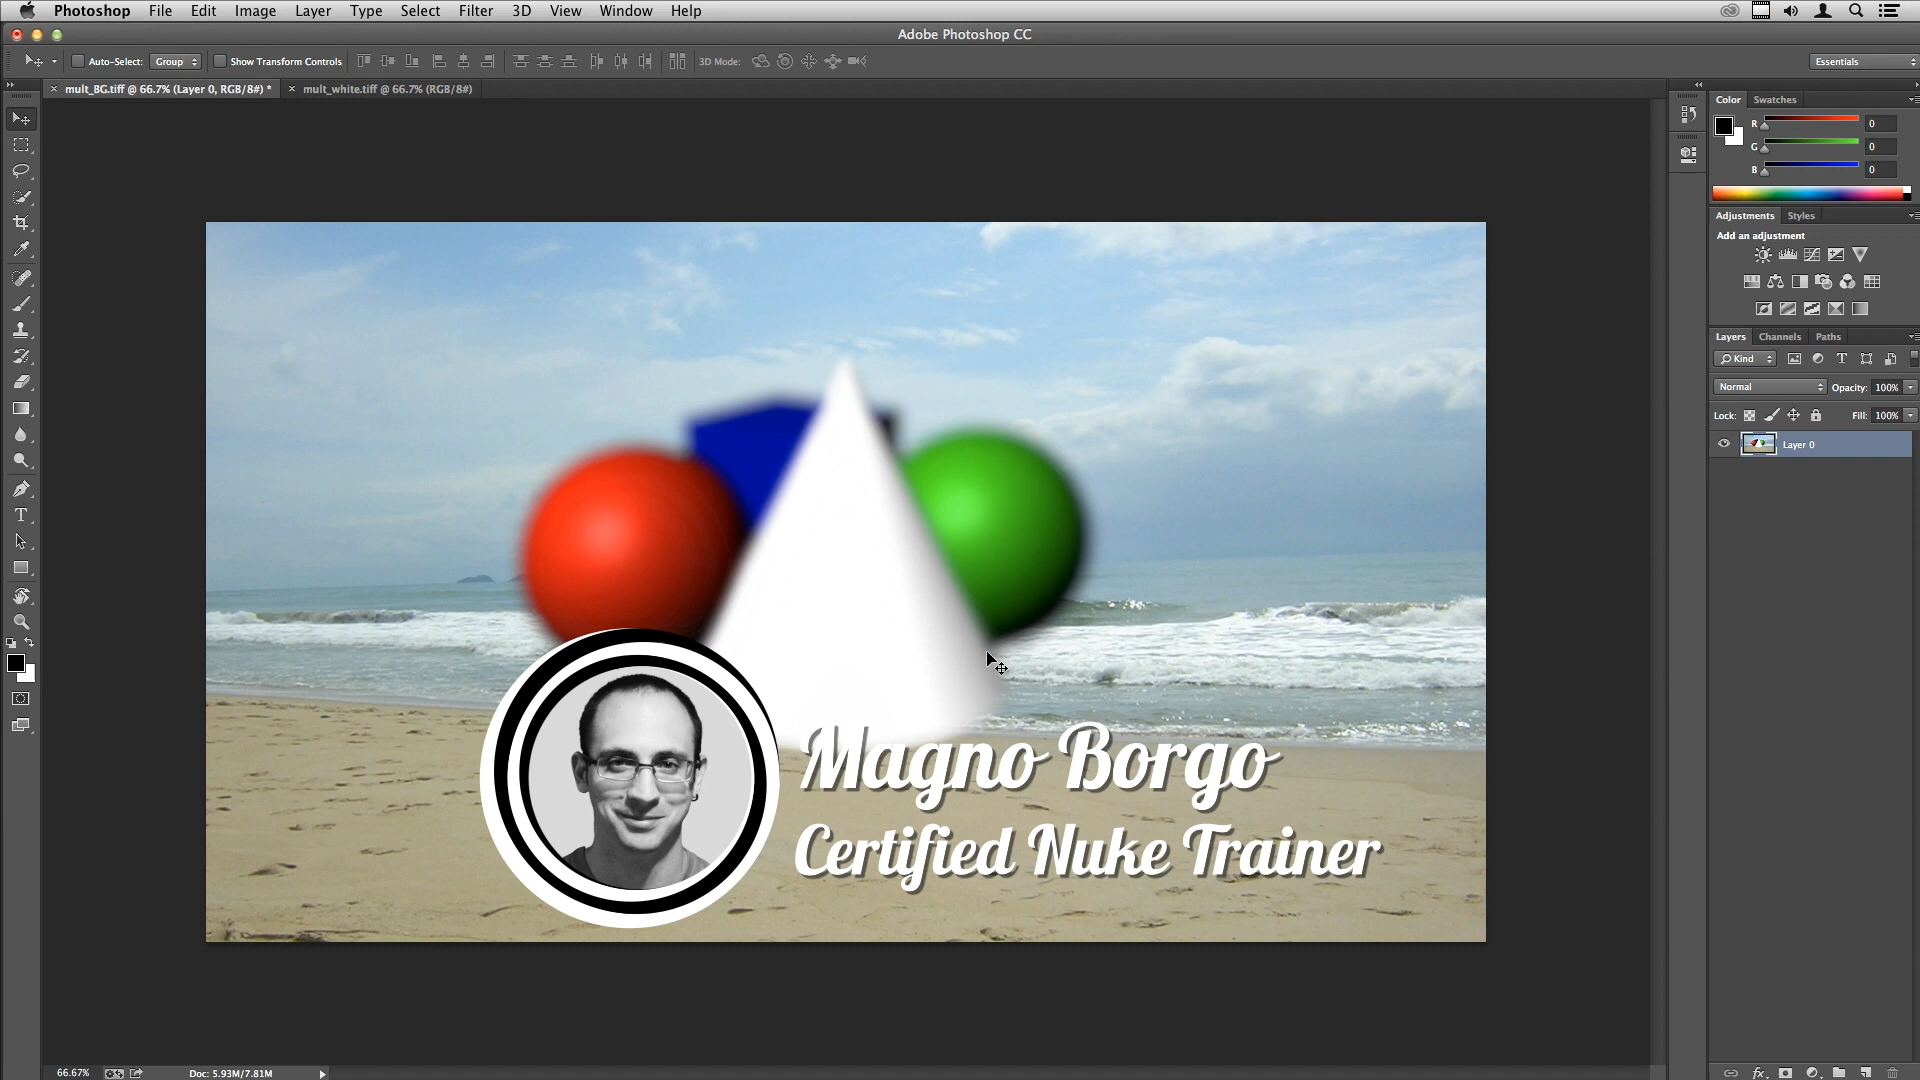 Photoshop File Edit Image Layer Type Select Filter 3D View Window Help
Adobe Photoshop CC
Auto-Select: Group Show Transform Controls 3D Mode: Essentials
mult_BG.tiff @ 66.7% (Layer 0, RGB/8#) * mult_white.tiff @ 66.7% (RGB/8#)
Color Swatches
R 0
G 0
B 0
Adjustments Styles
Add an adjustment
Layers Channels Paths
Kind
Normal Opacity: 100%
Lock: Fill: 100%
Layer 0
Magno Borgo
Certified Nuke Trainer
66.67% Doc: 5.93M/7.81M